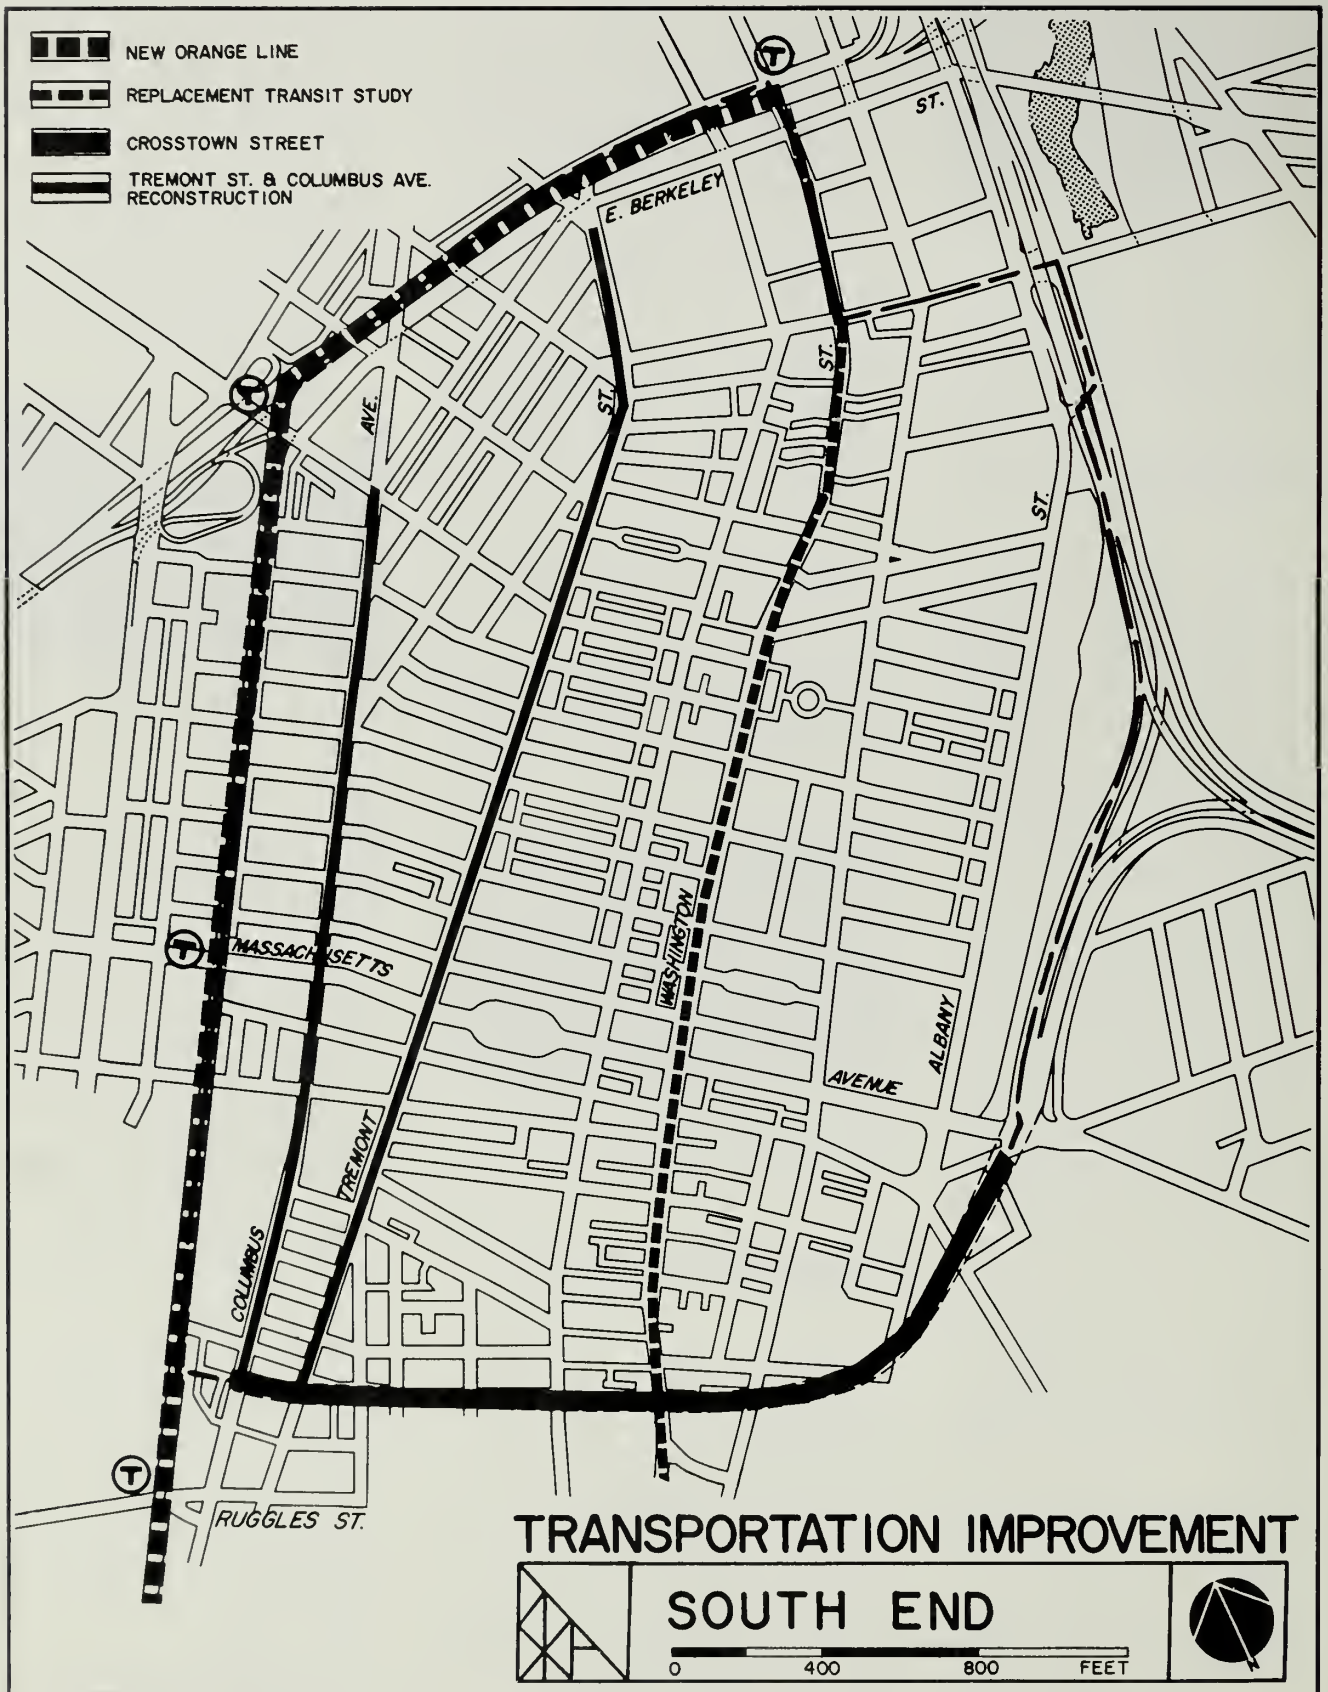 NEW ORANGE LINE
REPLACEMENT TRANSIT STUDY
CROSSTOWN STREET
TREMONT ST. & COLUMBUS AVE.
RECONSTRUCTION
T
ST.
E. BERKELEY
T
AVE.
ST.
ST.
ST.
T
MASSACHUSETTS
WASHINGTON
ALBANY
AVENUE
TREMONT
COLUMBUS
T
RUGGLES ST.
TRANSPORTATION IMPROVEMENT
SOUTH END
0 400 800 FEET
N